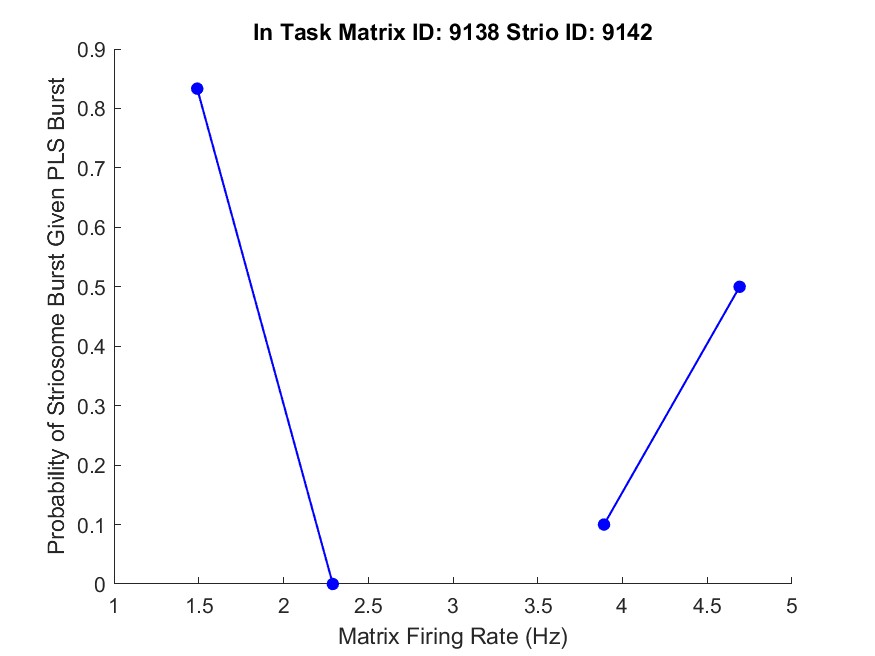 In Task Matrix ID: 9138 Strio ID: 9142
Probability of Striosome Burst Given PLS Burst
0.9
0.8
0.7
0.6
0.5
0.4
0.3
0.2
0.1
0
1 1.5 2 2.5 3 3.5 4 4.5 5
Matrix Firing Rate (Hz)